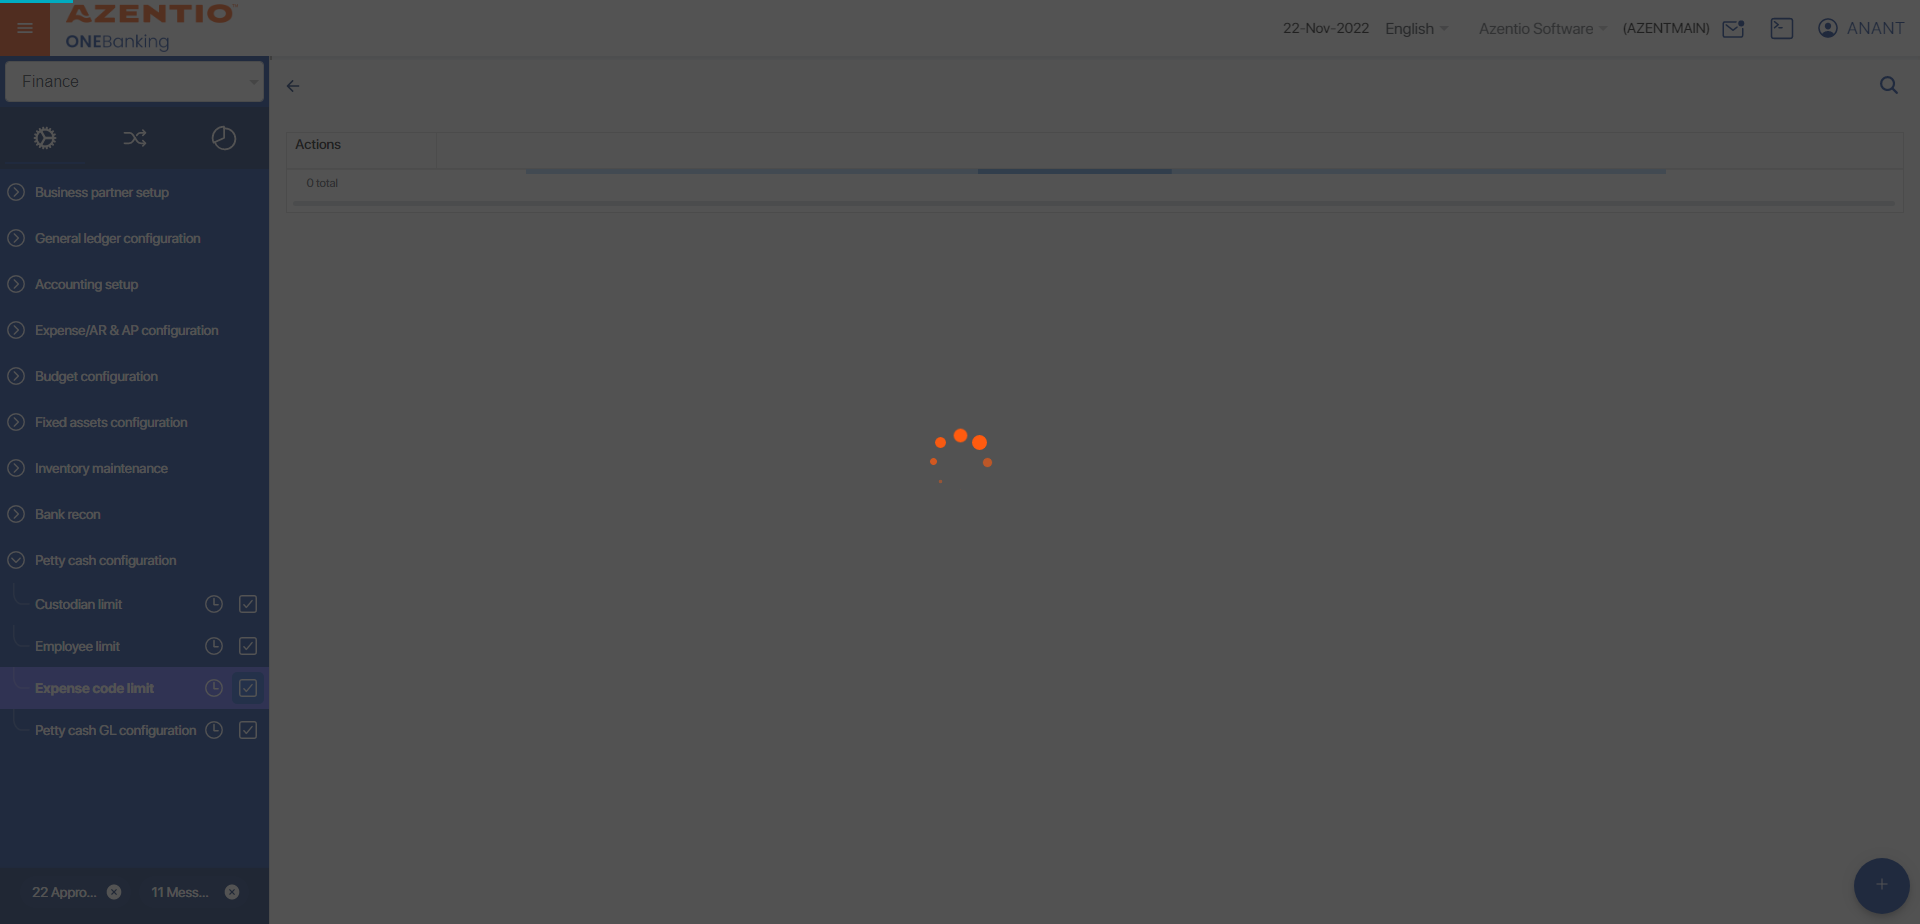 AZENTIO
ONEBanking
22-Nov-2022 English Azentio Software (AZENTMAIN) ANANT
Finance
Actions
0 total
Business partner setup
General ledger configuration
Accounting setup
Expense/AR & AP configuration
Budget configuration
Fixed assets configuration
Inventory maintenance
Bank recon
Petty cash configuration
Custodian limit
Employee limit
Expense code limit
Petty cash GL configuration
22 Appro... 11 Mess...